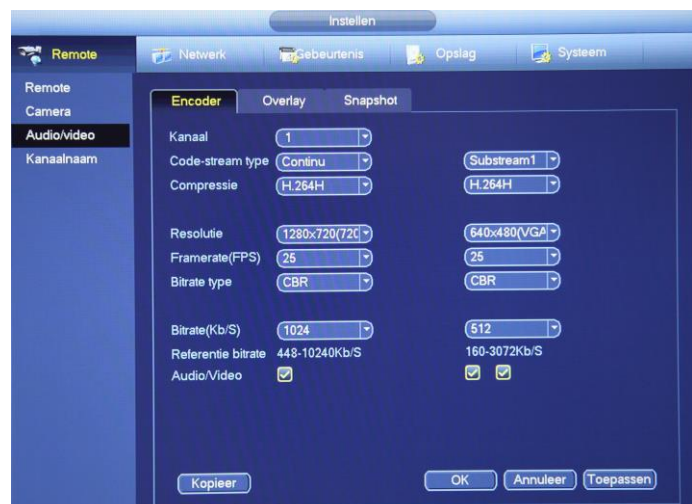 Instellen
Remote Netwerk Gebeurtenis Opslag Systeem
Remote
Camera
Audio/video
Kanaalnaam
Encoder Overlay Snapshot
Kanaal 1
Code-stream type Continu Substream1
Compressie H.264H H.264H
Resolutie 1280x720(720 640x480(VGA
Framerate(FPS) 25 25
Bitrate type CBR CBR
Bitrate(Kb/S) 1024 512
Referentie bitrate 448-10240Kb/S 160-3072Kb/S
Audio/Video
Kopieer OK Annuleer Toepassen